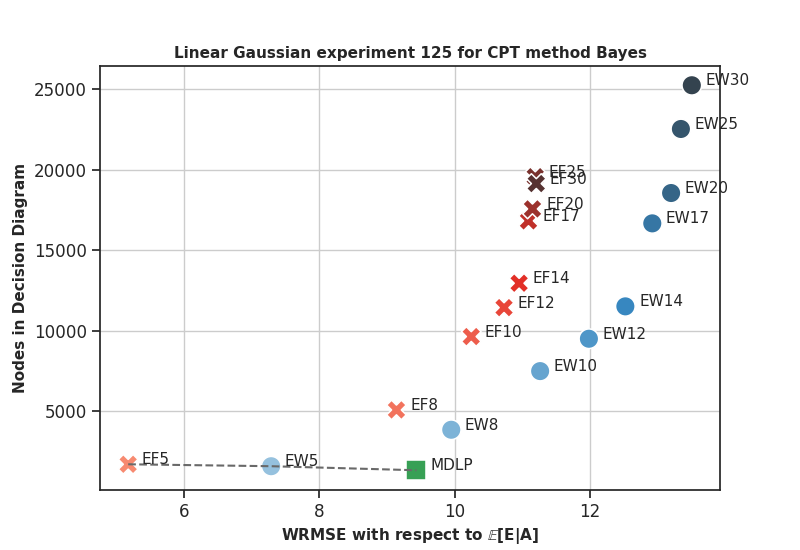 Linear Gaussian experiment 125 for CPT method Bayes
Nodes in Decision Diagram
25000
20000
15000
10000
5000
EW30
EW25
EF25
EF30
EW20
EF20
EF17
EW17
EF14
EF12
EW14
EF10
EW12
EW10
EF8
EW8
EF5
EW5
MDLP
6
8
10
12
WRMSE with respect to 𝔼[E|A]